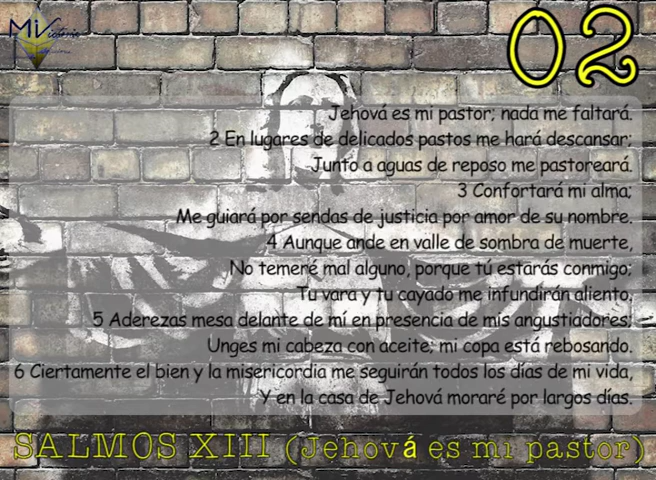 Mi
02
Jehová es mi pastor; nada me faltará.
2 En lugares de delicados pastos me hará descansar;
Junto a aguas de reposo me pastoreará.
3 Confortará mi alma;
Me guiará por sendas de justicia por amor de su nombre.
4 Aunque ande en valle de sombra de muerte,
No temeré mal alguno, porque tú estarás conmigo;
Tu vara y tu cayado me infundirán aliento.
5 Aderezas mesa delante de mí en presencia de mis angustiadores;
Unges mi cabeza con aceite; mi copa está rebosando.
6 Ciertamente el bien y la misericordia me seguirán todos los días de mi vida,
Y en la casa de Jehová moraré por largos días.
SALMOS XIII (Jehová es mi pastor)